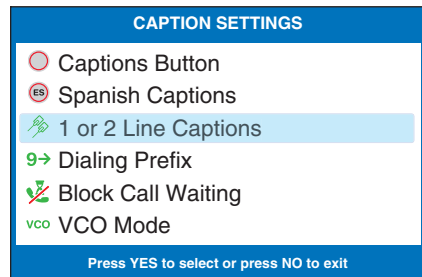 CAPTION SETTINGS
Captions Button
ES Spanish Captions
1 or 2 Line Captions
9→ Dialing Prefix
Block Call Waiting
VCO VCO Mode
Press YES to select or press NO to exit